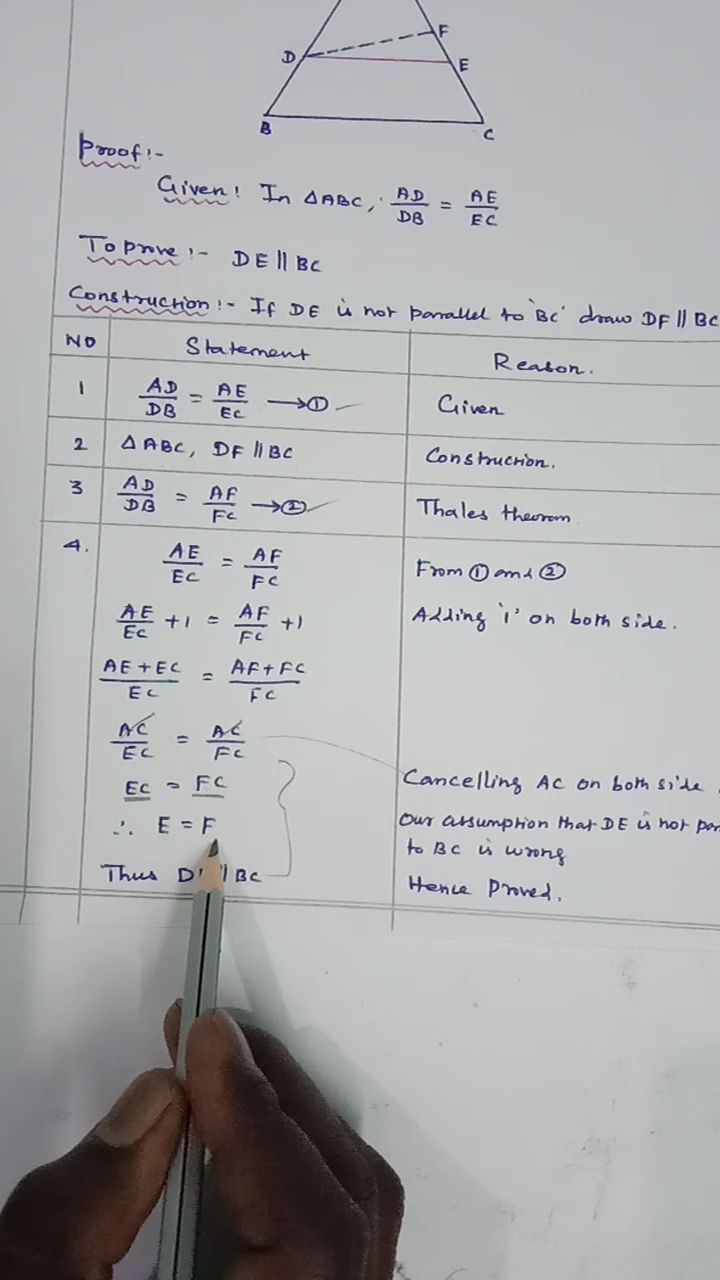 F
D
E
B
C
Proof:-
Given: In ΔABC, AD/DB = AE/EC
To prove:- DE || BC
Construction:- If DE is not parallel to 'BC' draw DF || BC
NO Statement Reason.
1 AD/DB = AE/EC → ① Given
2 ΔABC, DF || BC Construction.
3 AD/DB = AF/FC → ② Thales theorem
4. AE/EC = AF/FC From ① and ②
AE/EC + 1 = AF/FC + 1 Adding '1' on both side.
AE+EC/EC = AF+FC/FC
AC/EC = AC/FC
Cancelling AC on both side.
EC = FC
∴ E = F
Our assumption that DE is not par
to BC is wrong
Thus D || BC
Hence Proved.